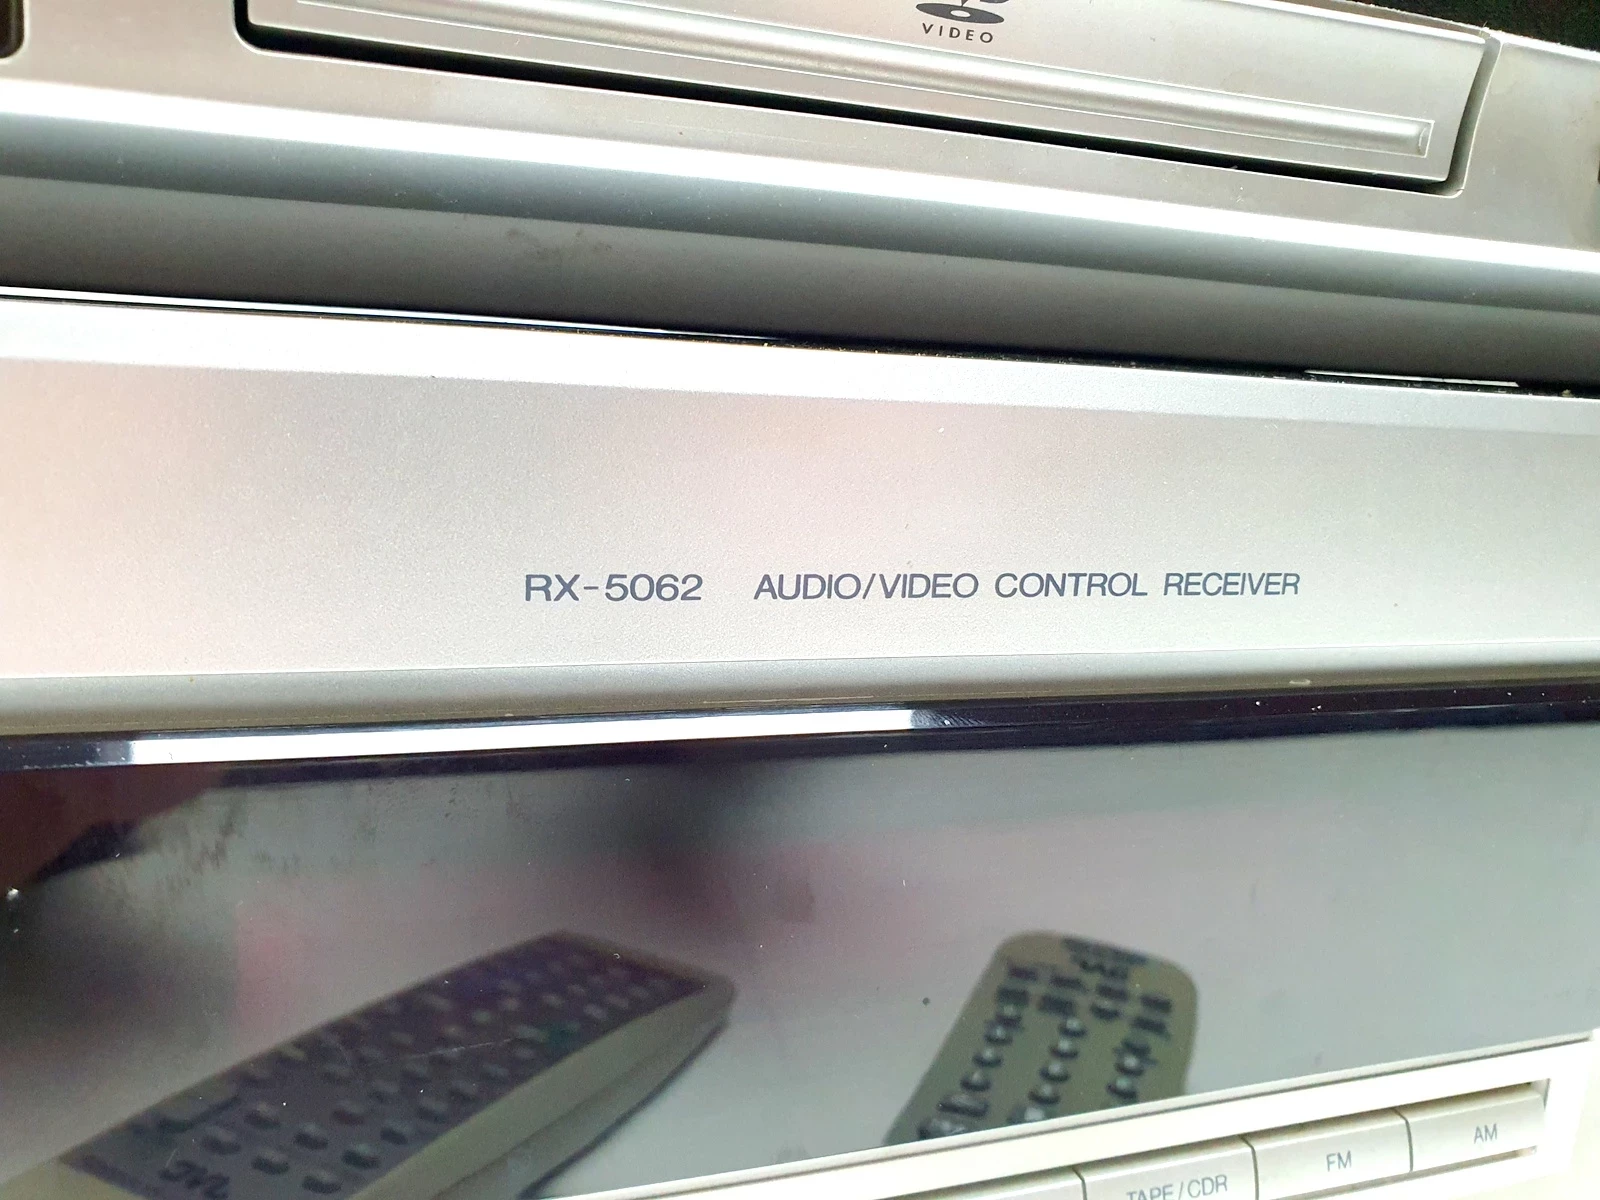 VIDEO
RX-5062 AUDIO/VIDEO CONTROL RECEIVER
TAPE/CDR FM AM